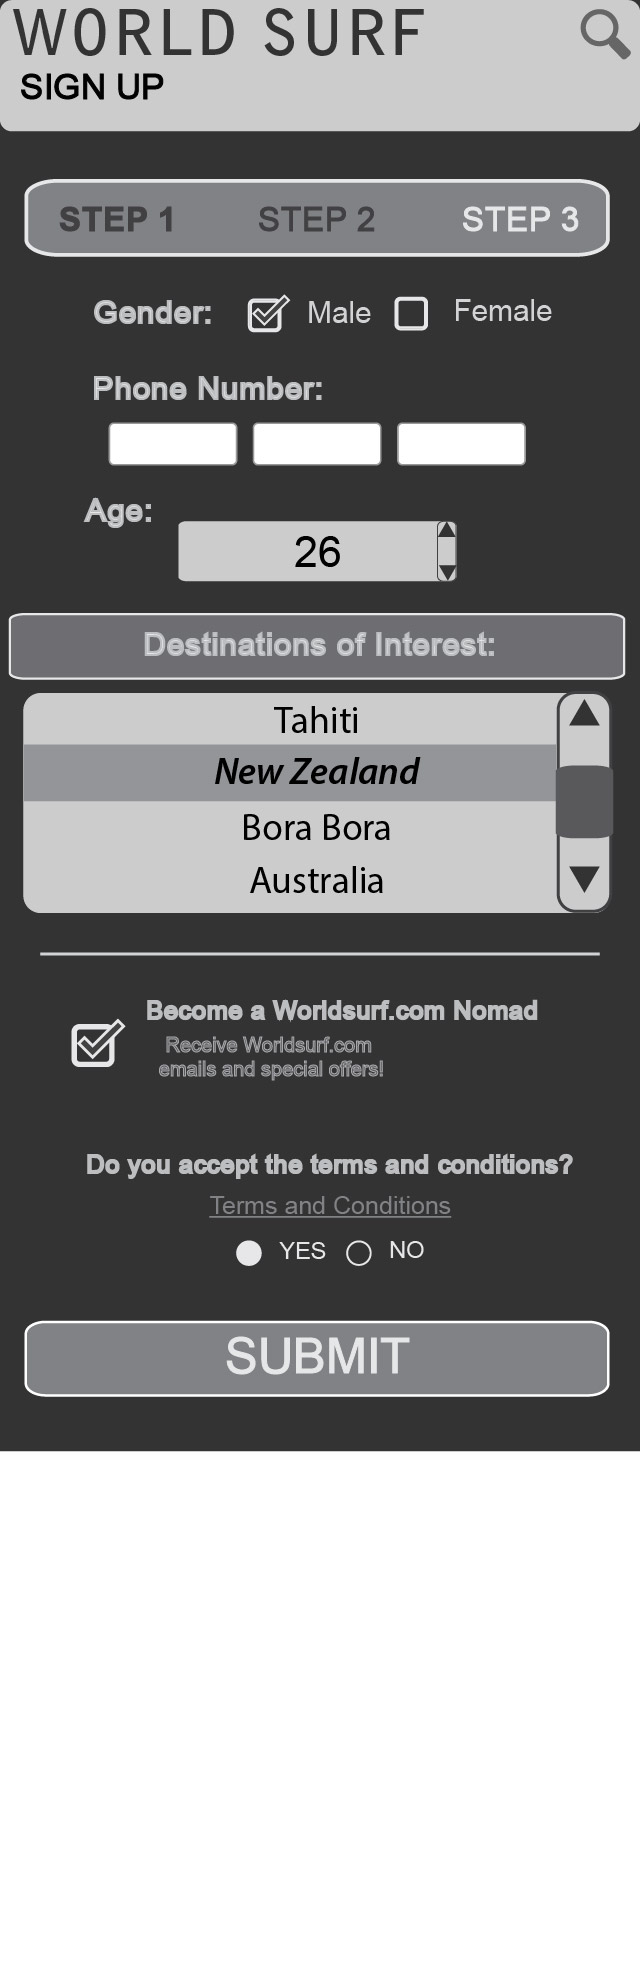 WORLD SURF
SIGN UP
STEP 1 STEP 2 STEP 3
Gender: Male Female
Phone Number:
Age:
26
Destinations of Interest:
Tahiti
New Zealand
Bora Bora
Australia
Become a Worldsurf.com Nomad
Receive Worldsurf.com
emails and special offers!
Do you accept the terms and conditions?
Terms and Conditions
YES NO
SUBMIT